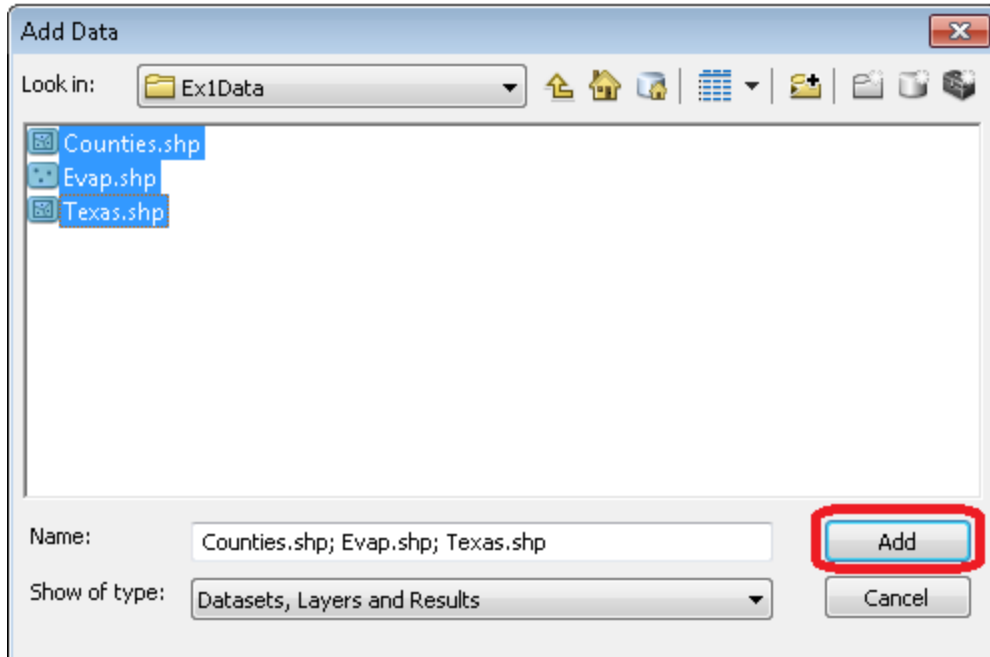 Add Data
Look in: Ex1Data
Counties.shp
Evap.shp
Texas.shp
Name: Counties.shp; Evap.shp; Texas.shp Add
Show of type: Datasets, Layers and Results Cancel